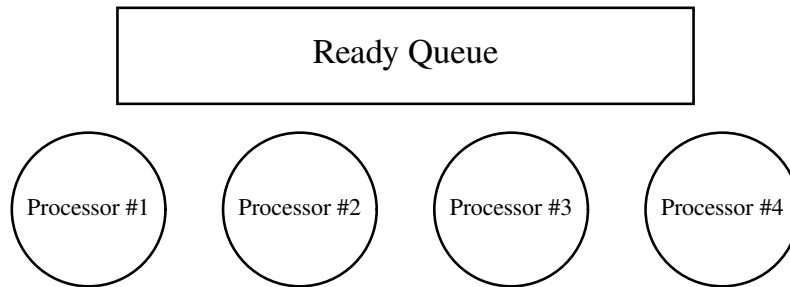 Ready Queue
Processor #1
Processor #2
Processor #3
Processor #4